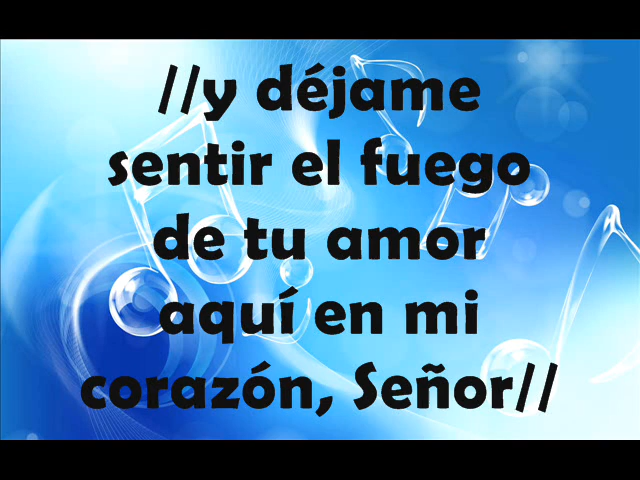 //y déjame
sentir el fuego
de tu amor
aquí en mi
corazón, Señor//